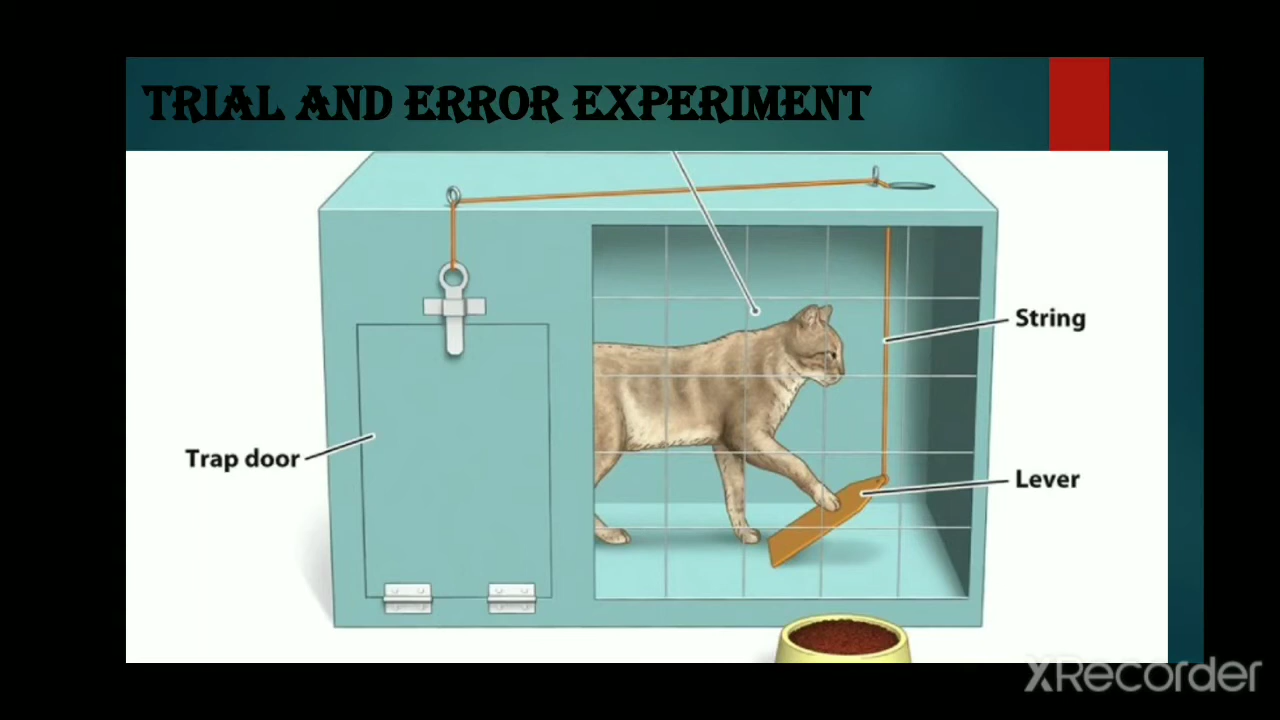 TRIAL AND ERROR EXPERIMENT
String
Trap door
Lever
XRecorder